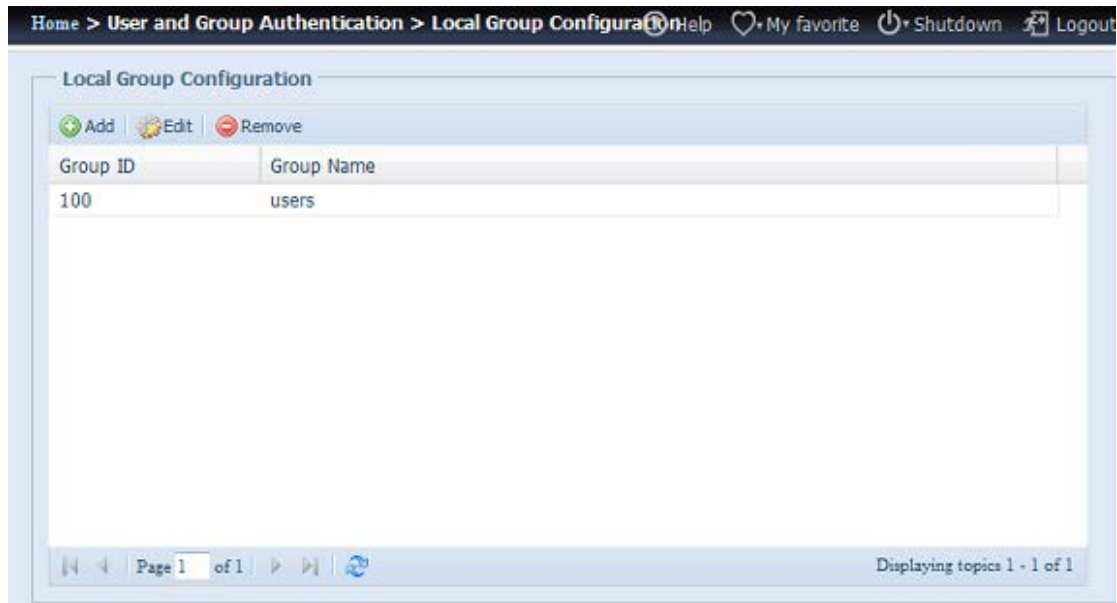 Home > User and Group Authentication > Local Group Configuration Help My favorite Shutdown Logout
Local Group Configuration
Add Edit Remove
Group ID Group Name
100 users
Page 1 of 1 Displaying topics 1 - 1 of 1